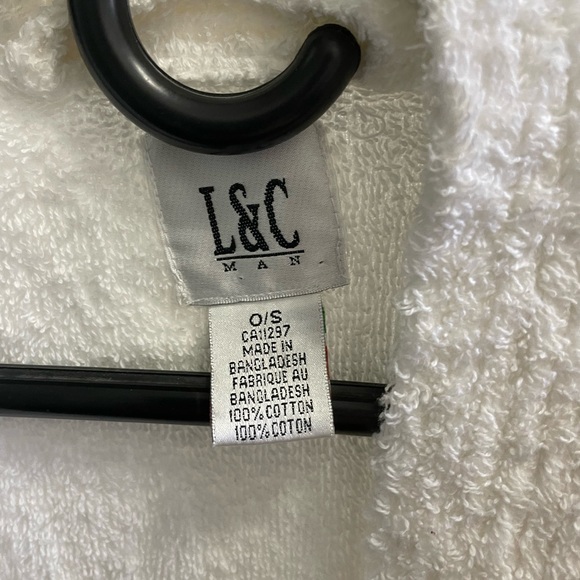 L&C
MAN
O/S
CA11297
MADE IN
BANGLADESH
FABRIQUE AU
BANGLADESH
100% COTTON
100% COTON